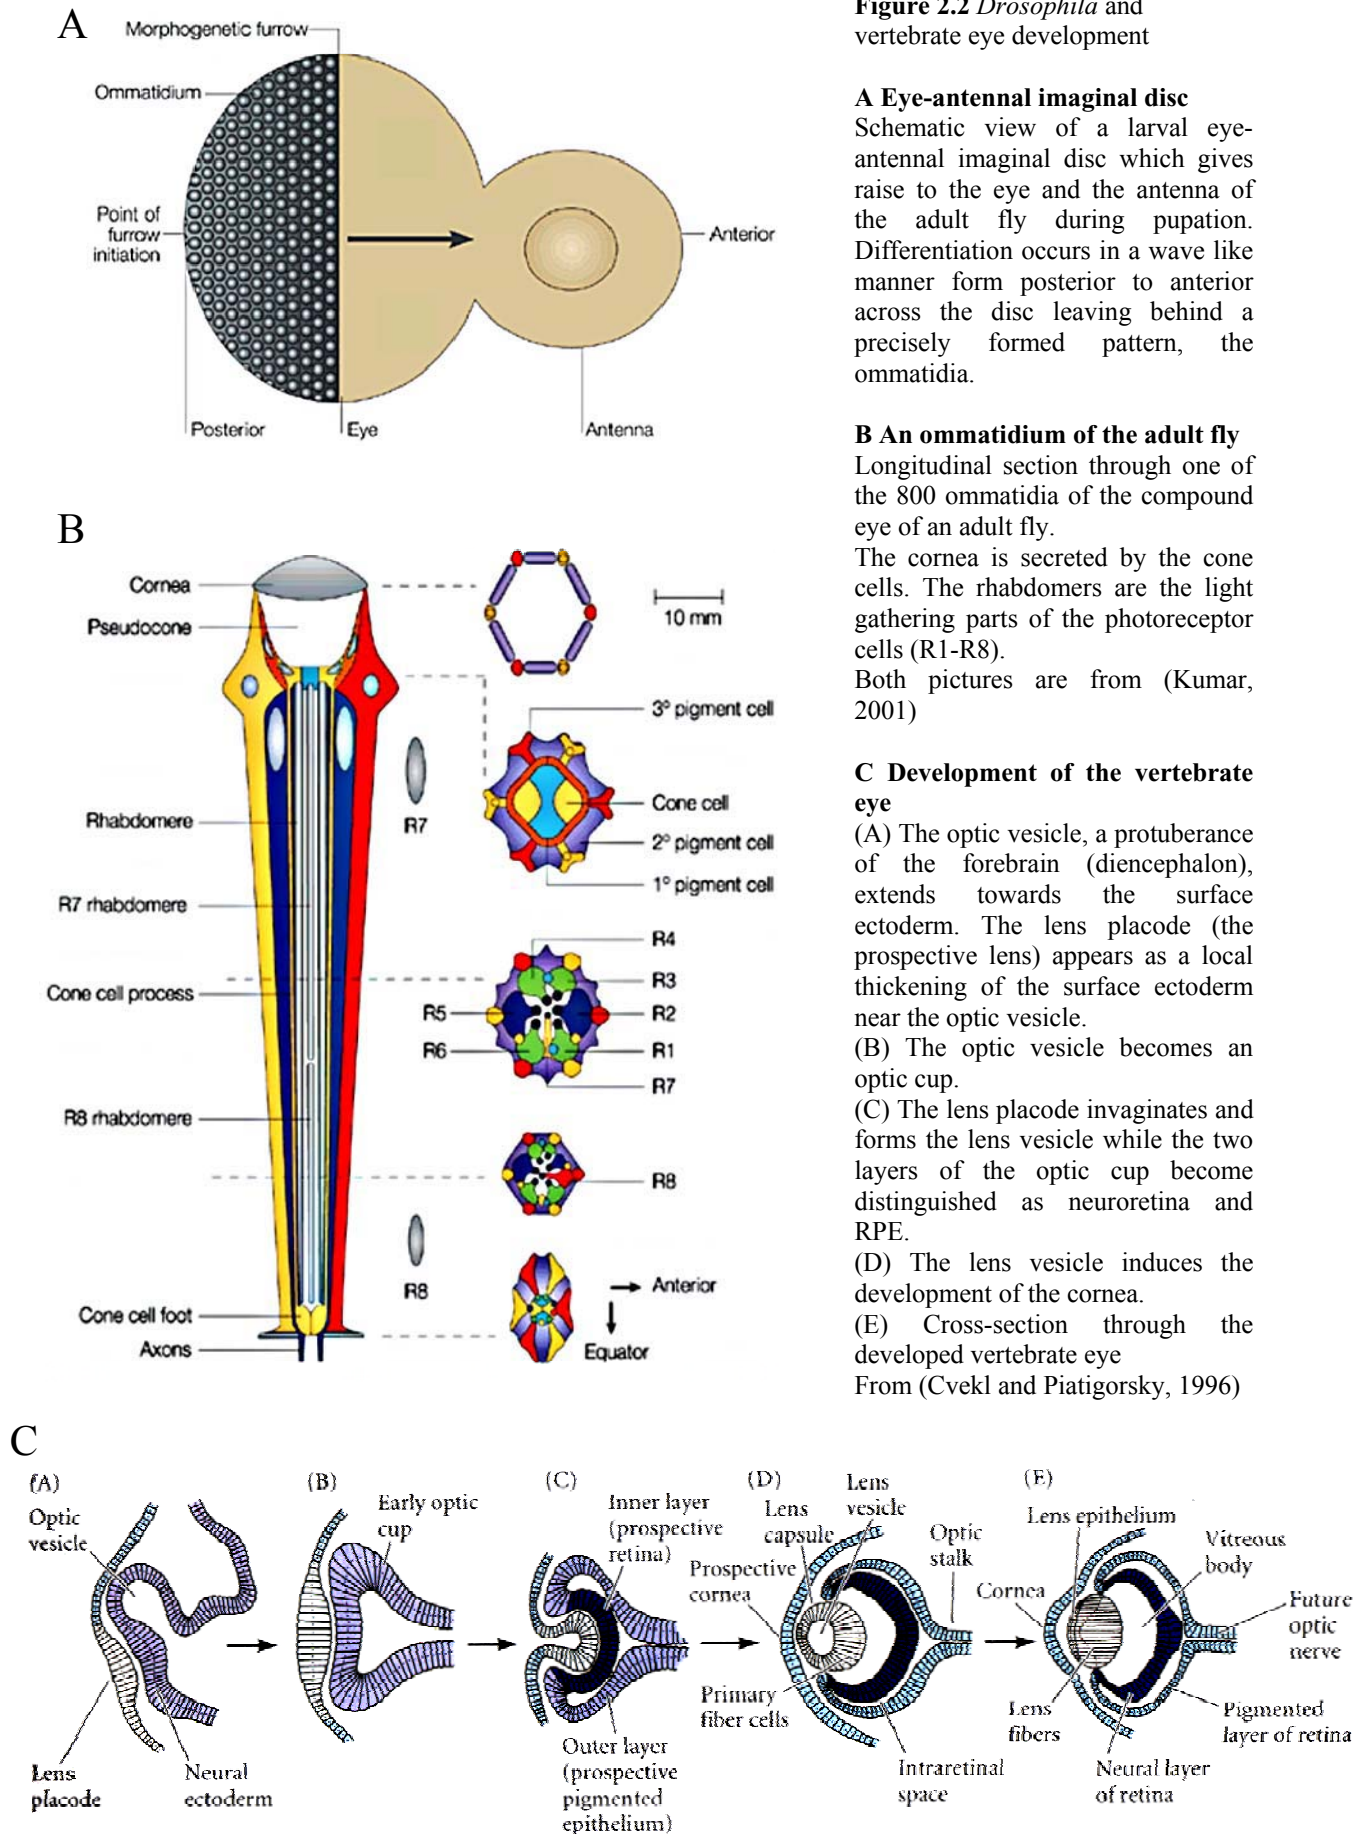 A
Morphogenetic furrow
Ommatidium
Point of
furrow
initiation
Anterior
Posterior
Eye
Antenna
Figure 2.2 Drosophila and
vertebrate eye development
A Eye-antennal imaginal disc
Schematic view of a larval eye-
antennal imaginal disc which gives
raise to the eye and the antenna of
the adult fly during pupation.
Differentiation occurs in a wave like
manner form posterior to anterior
across the disc leaving behind a
precisely formed pattern, the
ommatidia.
B An ommatidium of the adult fly
Longitudinal section through one of
the 800 ommatidia of the compound
eye of an adult fly.
The cornea is secreted by the cone
cells. The rhabdomers are the light
gathering parts of the photoreceptor
cells (R1-R8).
Both pictures are from (Kumar,
2001)
C Development of the vertebrate
eye
(A) The optic vesicle, a protuberance
of the forebrain (diencephalon),
extends towards the surface
ectoderm. The lens placode (the
prospective lens) appears as a local
thickening of the surface ectoderm
near the optic vesicle.
(B) The optic vesicle becomes an
optic cup.
(C) The lens placode invaginates and
forms the lens vesicle while the two
layers of the optic cup become
distinguished as neuroretina and
RPE.
(D) The lens vesicle induces the
development of the cornea.
(E) Cross-section through the
developed vertebrate eye
From (Cvekl and Piatigorsky, 1996)
B
Cornea
Pseudocone
10 mm
3° pigment cell
Rhabdomere
R7
Cone cell
2° pigment cell
1° pigment cell
R7 rhabdomere
R4
R3
Cone cell process
R5
R2
R6
R1
R7
R8 rhabdomere
R8
R8
Anterior
Equator
Cone cell foot
Axons
C
(A)
Optic
vesicle
Lens
placode
Neural
ectoderm
(B)
Early optic
cup
(C)
Inner layer
(prospective
retina)
Outer layer
(prospective
pigmented
epithelium)
(D)
Lens
vesicle
Lens
capsule
Optic
stalk
Prospective
cornea
Primary
fiber cells
Intraretinal
space
(E)
Lens epithelium
Vitreous
body
Cornea
Future
optic
nerve
Lens
fibers
Pigmented
layer of retina
Neural layer
of retina